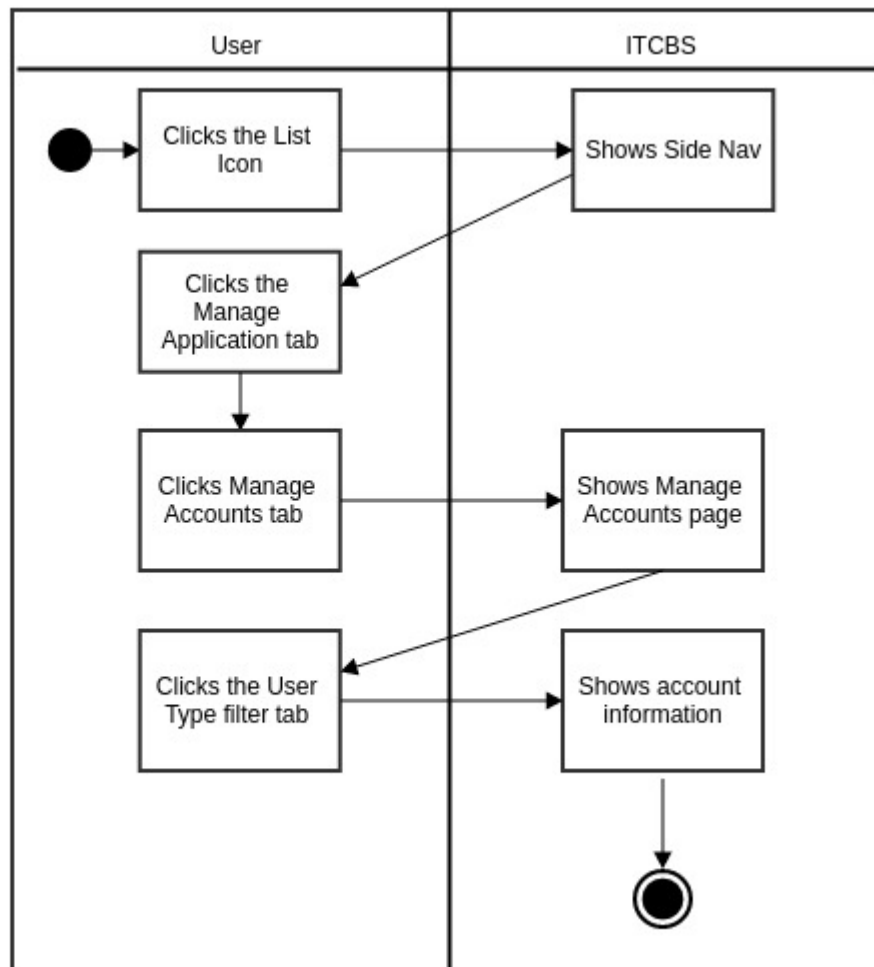 User
ITCBS
Clicks the List
Icon
Shows Side Nav
Clicks the
Manage
Application tab
Clicks Manage
Accounts tab
Shows Manage
Accounts page
Clicks the User
Type filter tab
Shows account
information